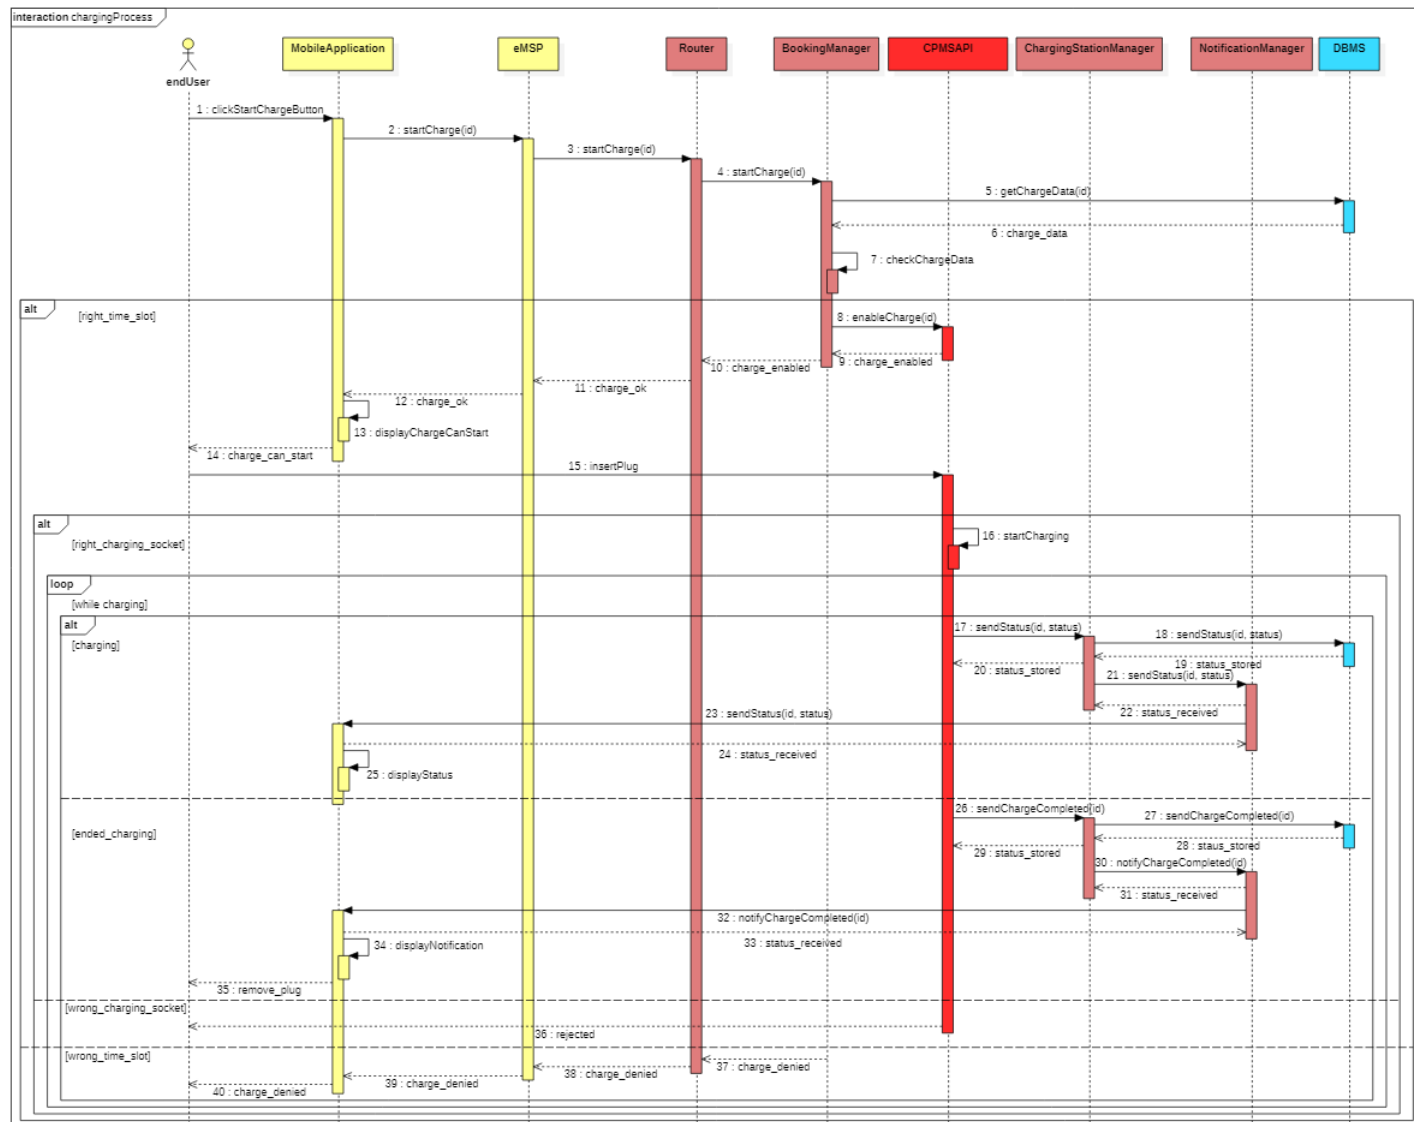 interaction chargingProcess
endUser
MobileApplication
eMSP
Router
BookingManager
CPMSAPI
ChargingStationManager
NotificationManager
DBMS
1 : clickStartChargeButton
2 : startCharge(id)
3 : startCharge(id)
4 : startCharge(id)
5 : getChargeData(id)
6 : charge_data
7 : checkChargeData
alt
[right_time_slot]
8 : enableCharge(id)
9 : charge_enabled
10 : charge_enabled
11 : charge_ok
12 : charge_ok
13 : displayChargeCanStart
14 : charge_can_start
15 : insertPlug
alt
[right_charging_socket]
16 : startCharging
loop
[while charging]
alt
[charging]
17 : sendStatus(id, status)
18 : sendStatus(id, status)
19 : status_stored
20 : status_stored
21 : sendStatus(id, status)
22 : status_received
23 : sendStatus(id, status)
24 : status_received
25 : displayStatus
[ended_charging]
26 : sendChargeCompleted(id)
27 : sendChargeCompleted(id)
28 : staus_stored
29 : status_stored
30 : notifyChargeCompleted(id)
31 : status_received
32 : notifyChargeCompleted(id)
33 : status_received
34 : displayNotification
35 : remove_plug
[wrong_charging_socket]
36 : rejected
[wrong_time_slot]
37 : charge_denied
38 : charge_denied
39 : charge_denied
40 : charge_denied